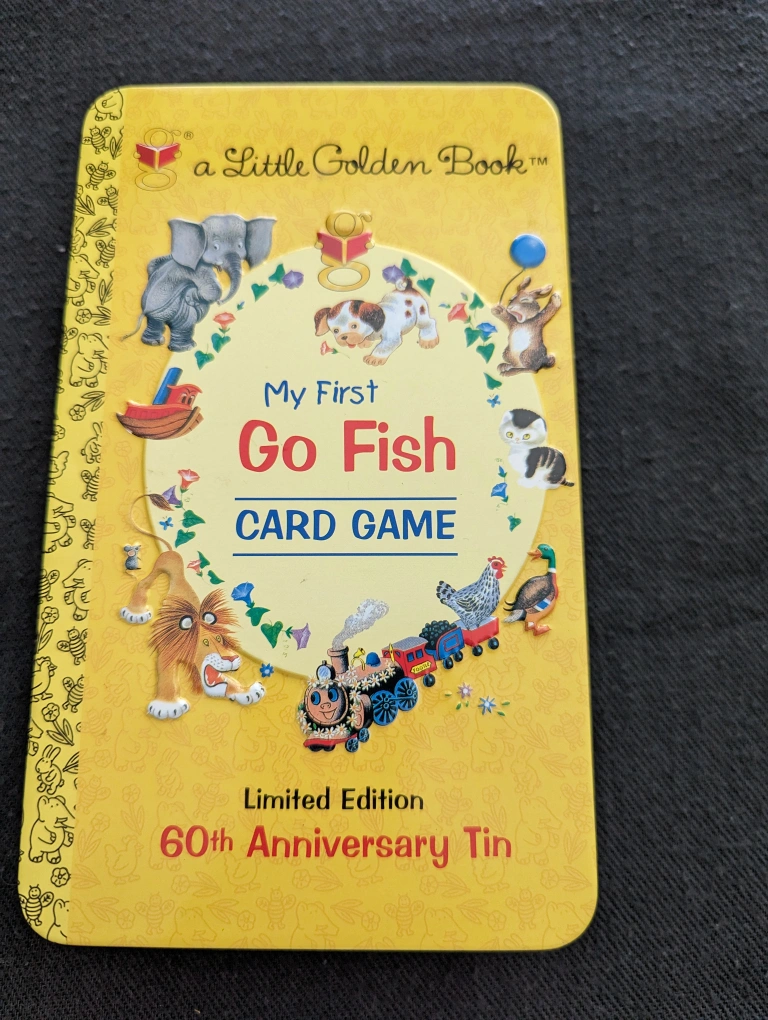 a Little Golden Book™
My First
Go Fish
CARD GAME
Limited Edition
60th Anniversary Tin